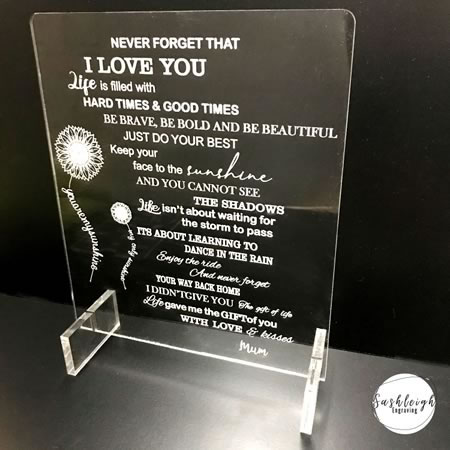 NEVER FORGET THAT
I LOVE YOU
Life is filled with
HARD TIMES & GOOD TIMES
BE BRAVE, BE BOLD AND BE BEAUTIFUL
JUST DO YOUR BEST
Keep your
face to the sunshine
AND YOU CANNOT SEE
THE SHADOWS
Life isn't about waiting for
the storm to pass
ITS ABOUT LEARNING TO
DANCE IN THE RAIN
Enjoy the ride
And never forget
YOUR WAY BACK HOME
I DIDN'T GIVE YOU The gift of life
Life gave me the GIFT of you
WITH LOVE & kisses
Mum
you are my sunshine
my only sunshine
Sashleigh
Engraving